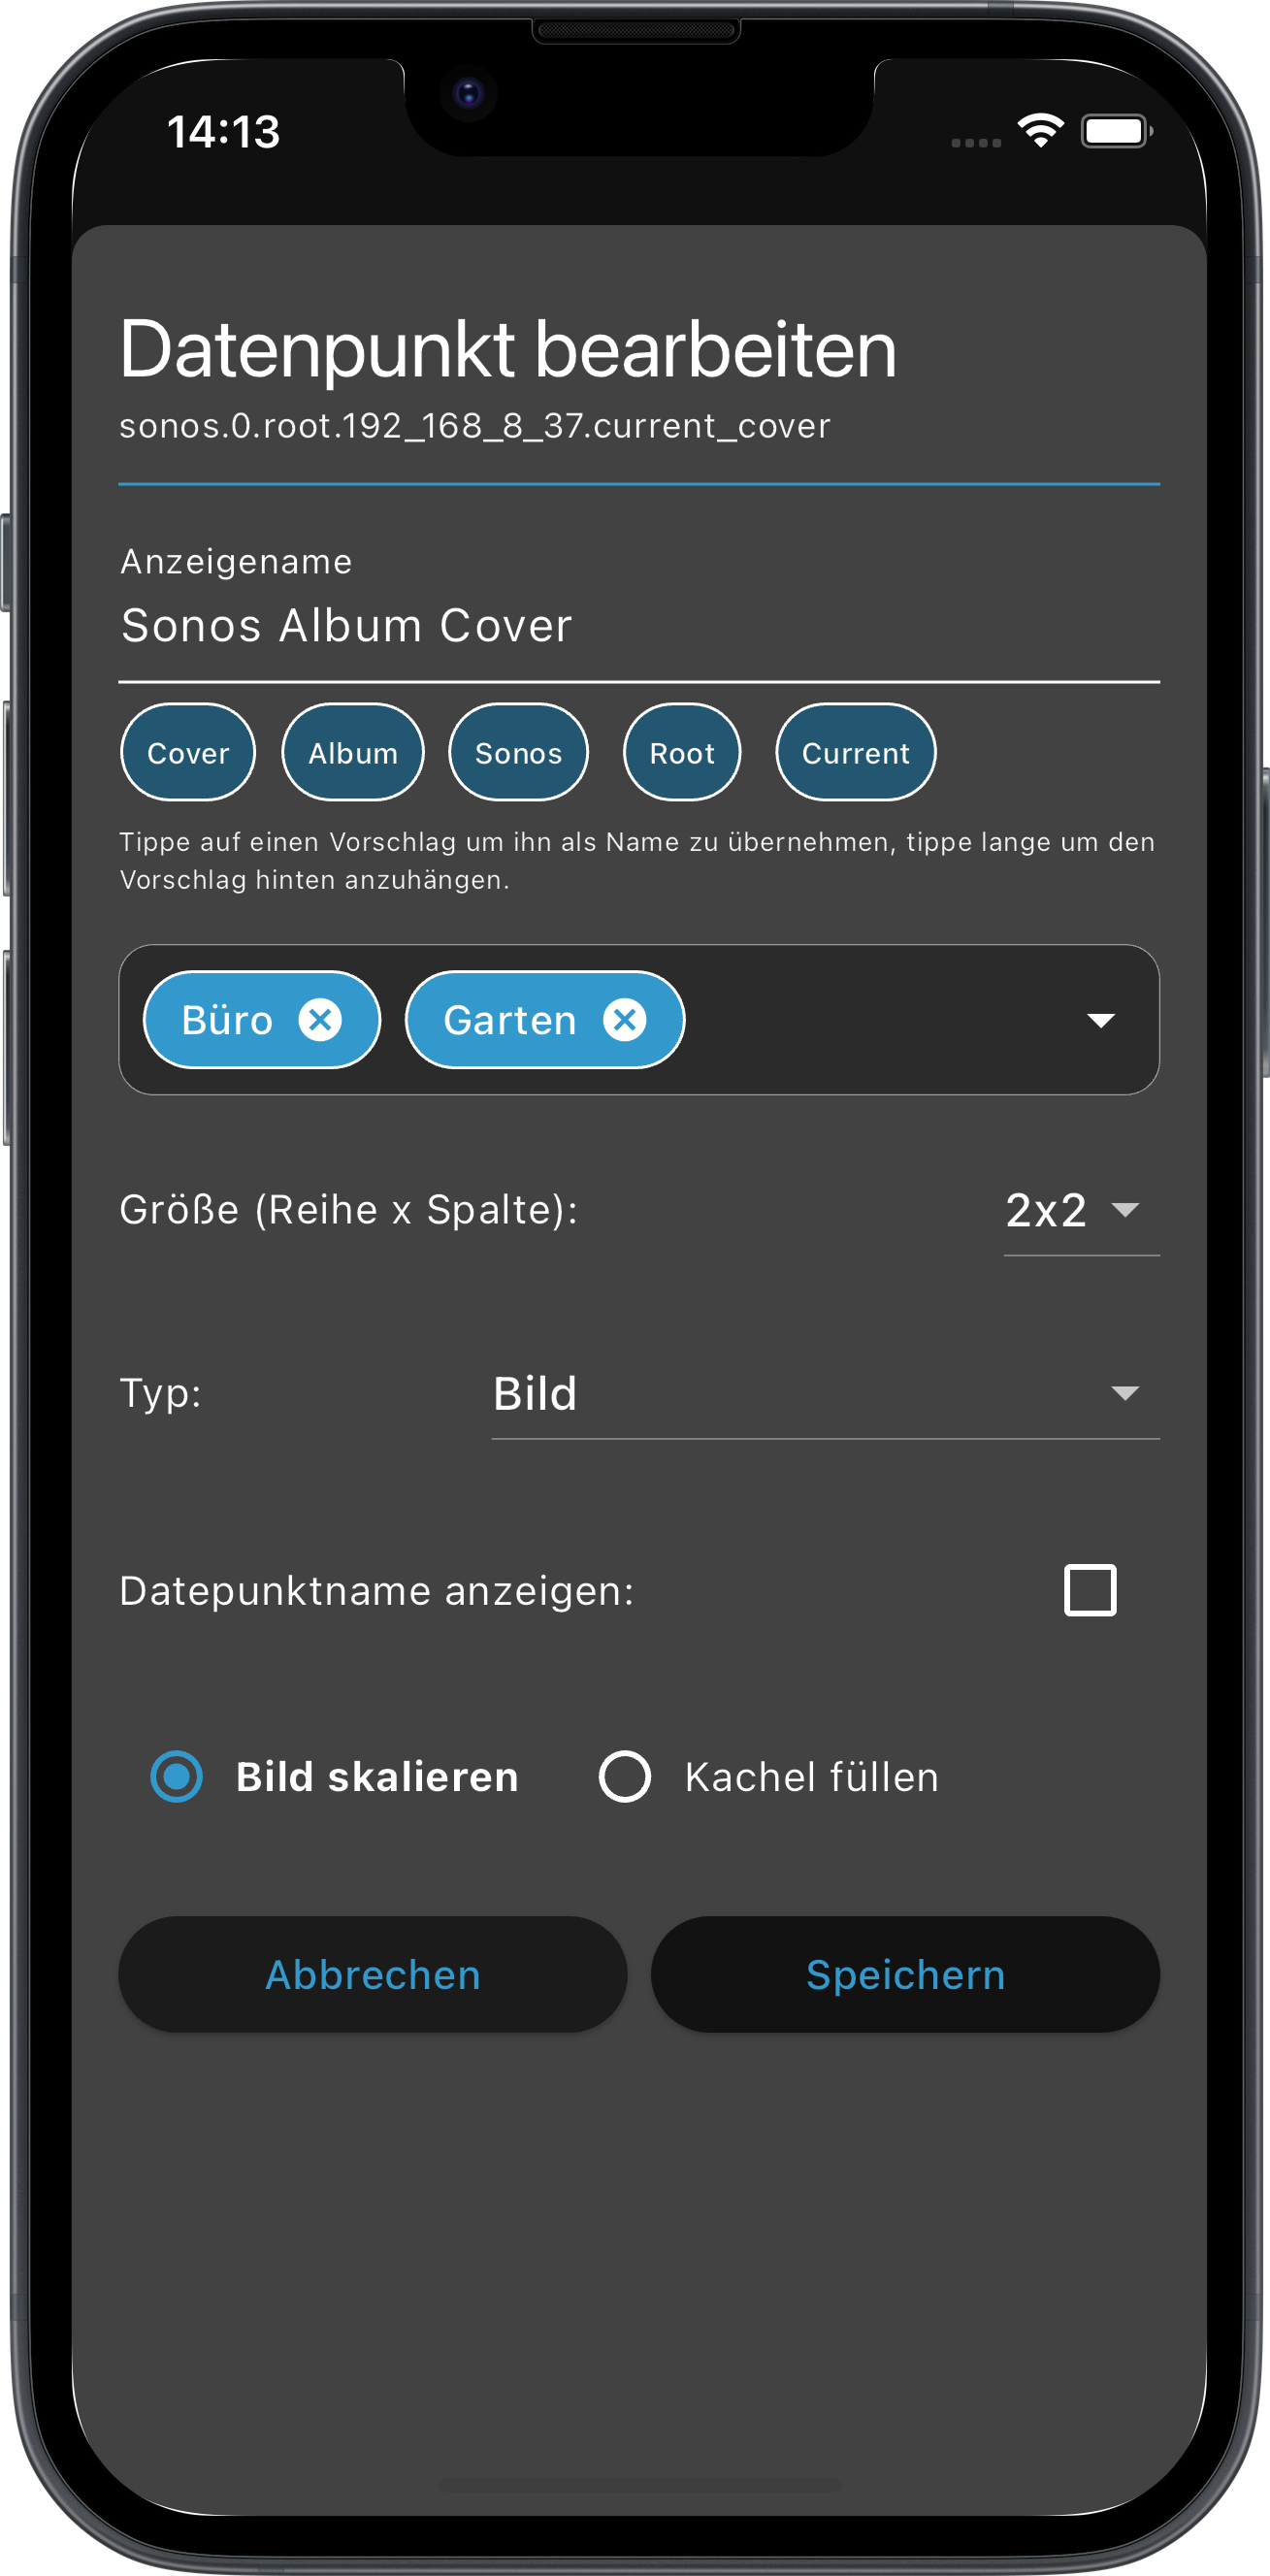 14:13
Datenpunkt bearbeiten
sonos.0.root.192_168_8_37.current_cover
Anzeigename
Sonos Album Cover
Cover Album Sonos Root Current
Tippe auf einen Vorschlag um ihn als Name zu übernehmen, tippe lange um den
Vorschlag hinten anzuhängen.
Büro Garten
Größe (Reihe x Spalte): 2x2
Typ: Bild
Datepunktname anzeigen:
Bild skalieren Kachel füllen
Abbrechen Speichern